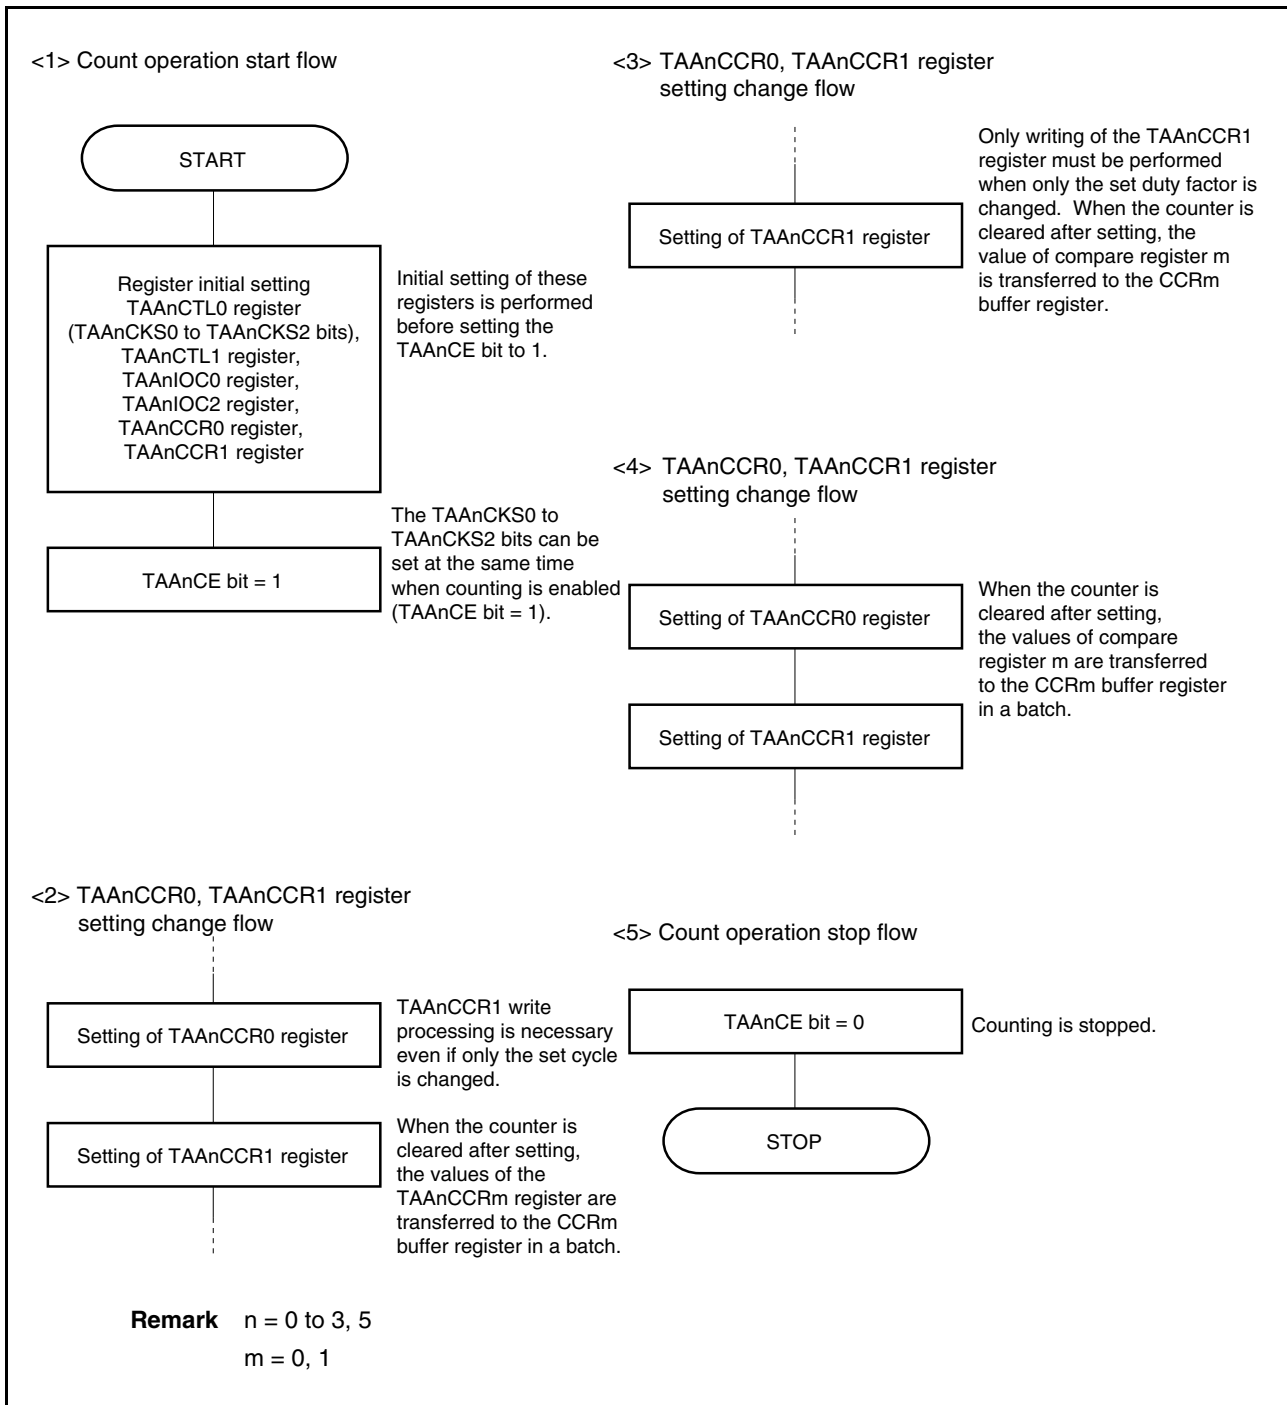 <1> Count operation start flow
START
Register initial setting
TAAnCTL0 register
(TAAnCKS0 to TAAnCKS2 bits),
TAAnCTL1 register,
TAAnIOC0 register,
TAAnIOC2 register,
TAAnCCR0 register,
TAAnCCR1 register
Initial setting of these
registers is performed
before setting the
TAAnCE bit to 1.
TAAnCE bit = 1
The TAAnCKS0 to
TAAnCKS2 bits can be
set at the same time
when counting is enabled
(TAAnCE bit = 1).
<2> TAAnCCR0, TAAnCCR1 register
setting change flow
Setting of TAAnCCR0 register
TAAnCCR1 write
processing is necessary
even if only the set cycle
is changed.
Setting of TAAnCCR1 register
When the counter is
cleared after setting,
the values of the
TAAnCCRm register are
transferred to the CCRm
buffer register in a batch.
<3> TAAnCCR0, TAAnCCR1 register
setting change flow
Setting of TAAnCCR1 register
Only writing of the TAAnCCR1
register must be performed
when only the set duty factor is
changed. When the counter is
cleared after setting, the
value of compare register m
is transferred to the CCRm
buffer register.
<4> TAAnCCR0, TAAnCCR1 register
setting change flow
Setting of TAAnCCR0 register
Setting of TAAnCCR1 register
When the counter is
cleared after setting,
the values of compare
register m are transferred
to the CCRm buffer register
in a batch.
<5> Count operation stop flow
TAAnCE bit = 0
Counting is stopped.
STOP
Remark n = 0 to 3, 5
m = 0, 1